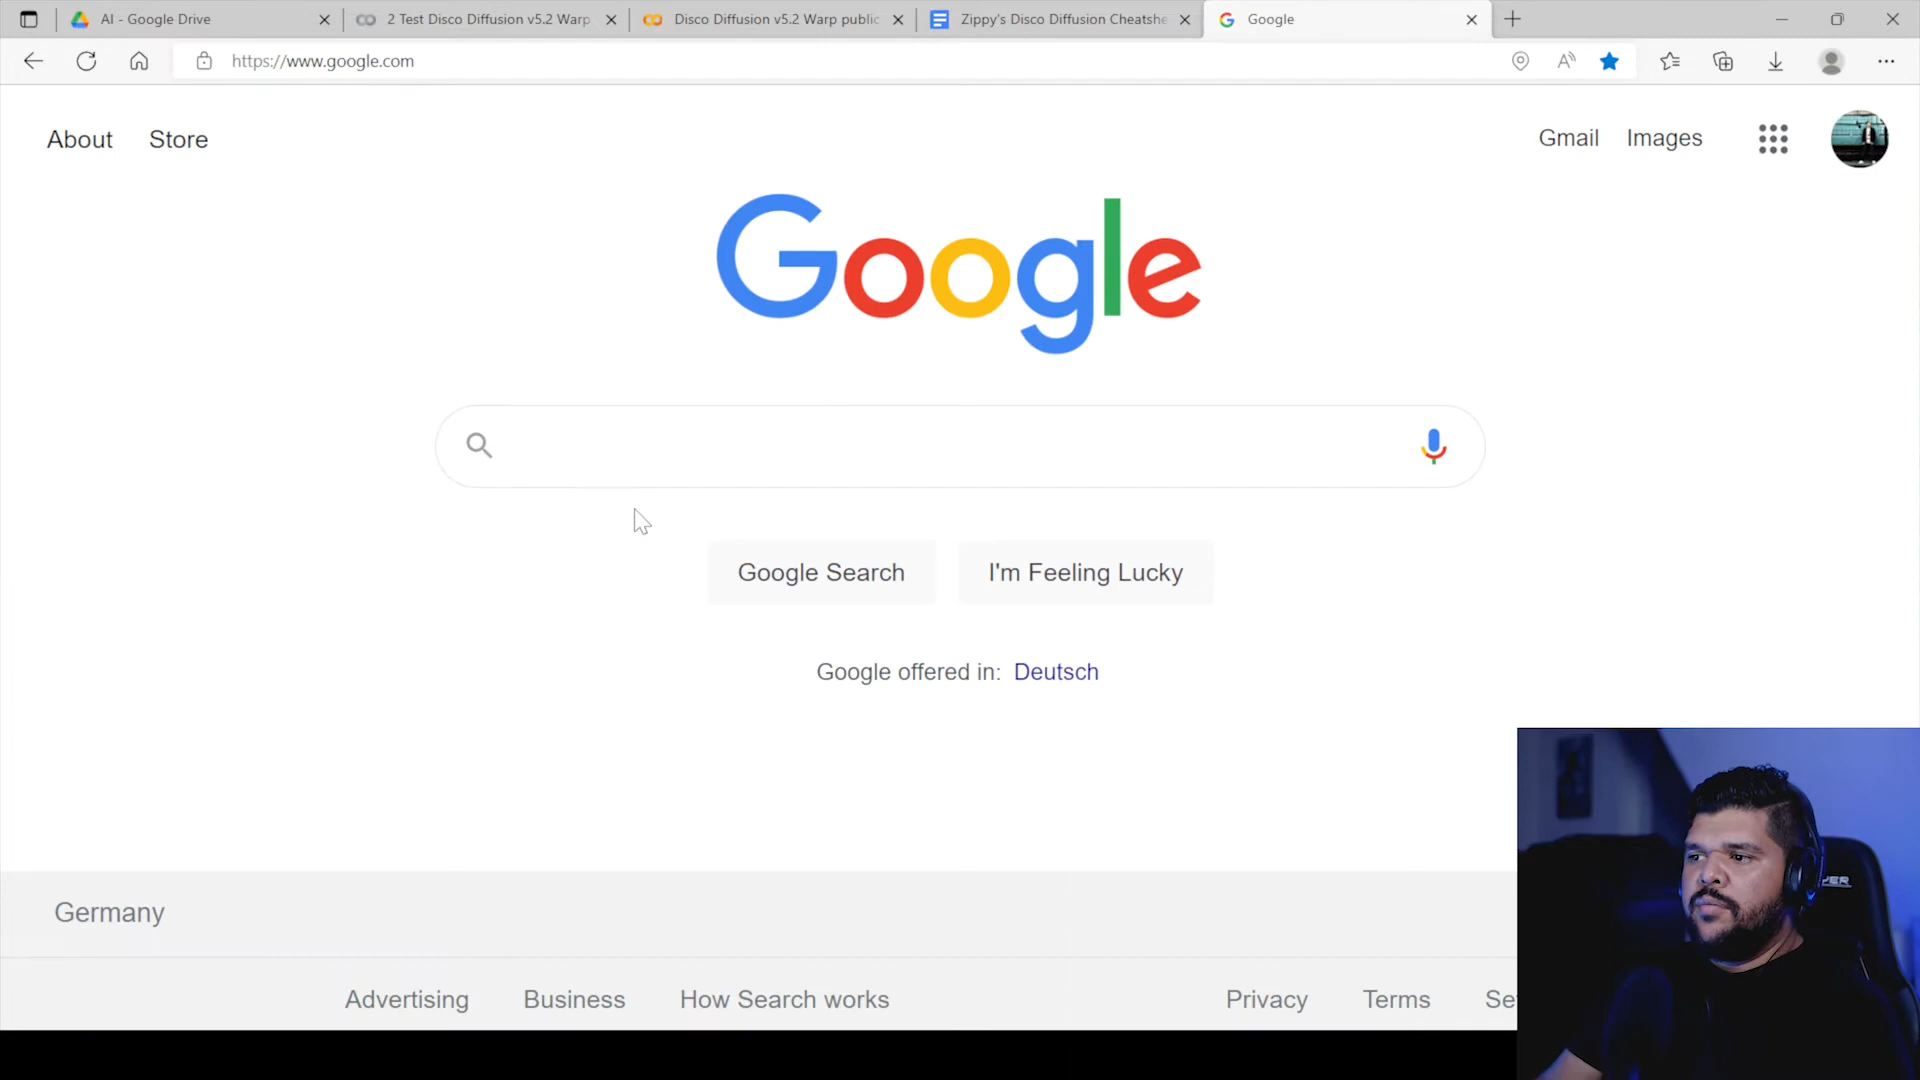 AI - Google Drive
2 Test Disco Diffusion v5.2 Warp
Disco Diffusion v5.2 Warp public
Zippy's Disco Diffusion Cheatshe
Google
https://www.google.com
About Store
Gmail Images
Google
Google Search I'm Feeling Lucky
Google offered in: Deutsch
Germany
Advertising Business How Search works
Privacy Terms Se